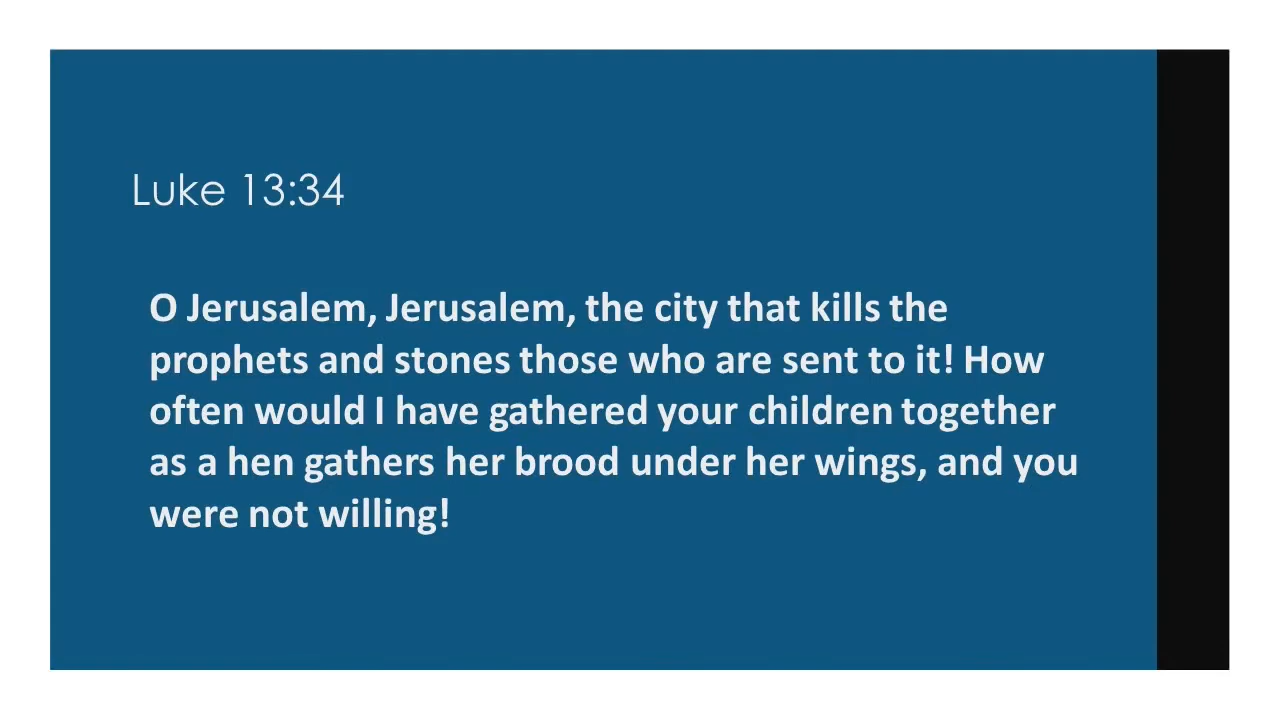 Luke 13:34
O Jerusalem, Jerusalem, the city that kills the
prophets and stones those who are sent to it! How
often would I have gathered your children together
as a hen gathers her brood under her wings, and you
were not willing!